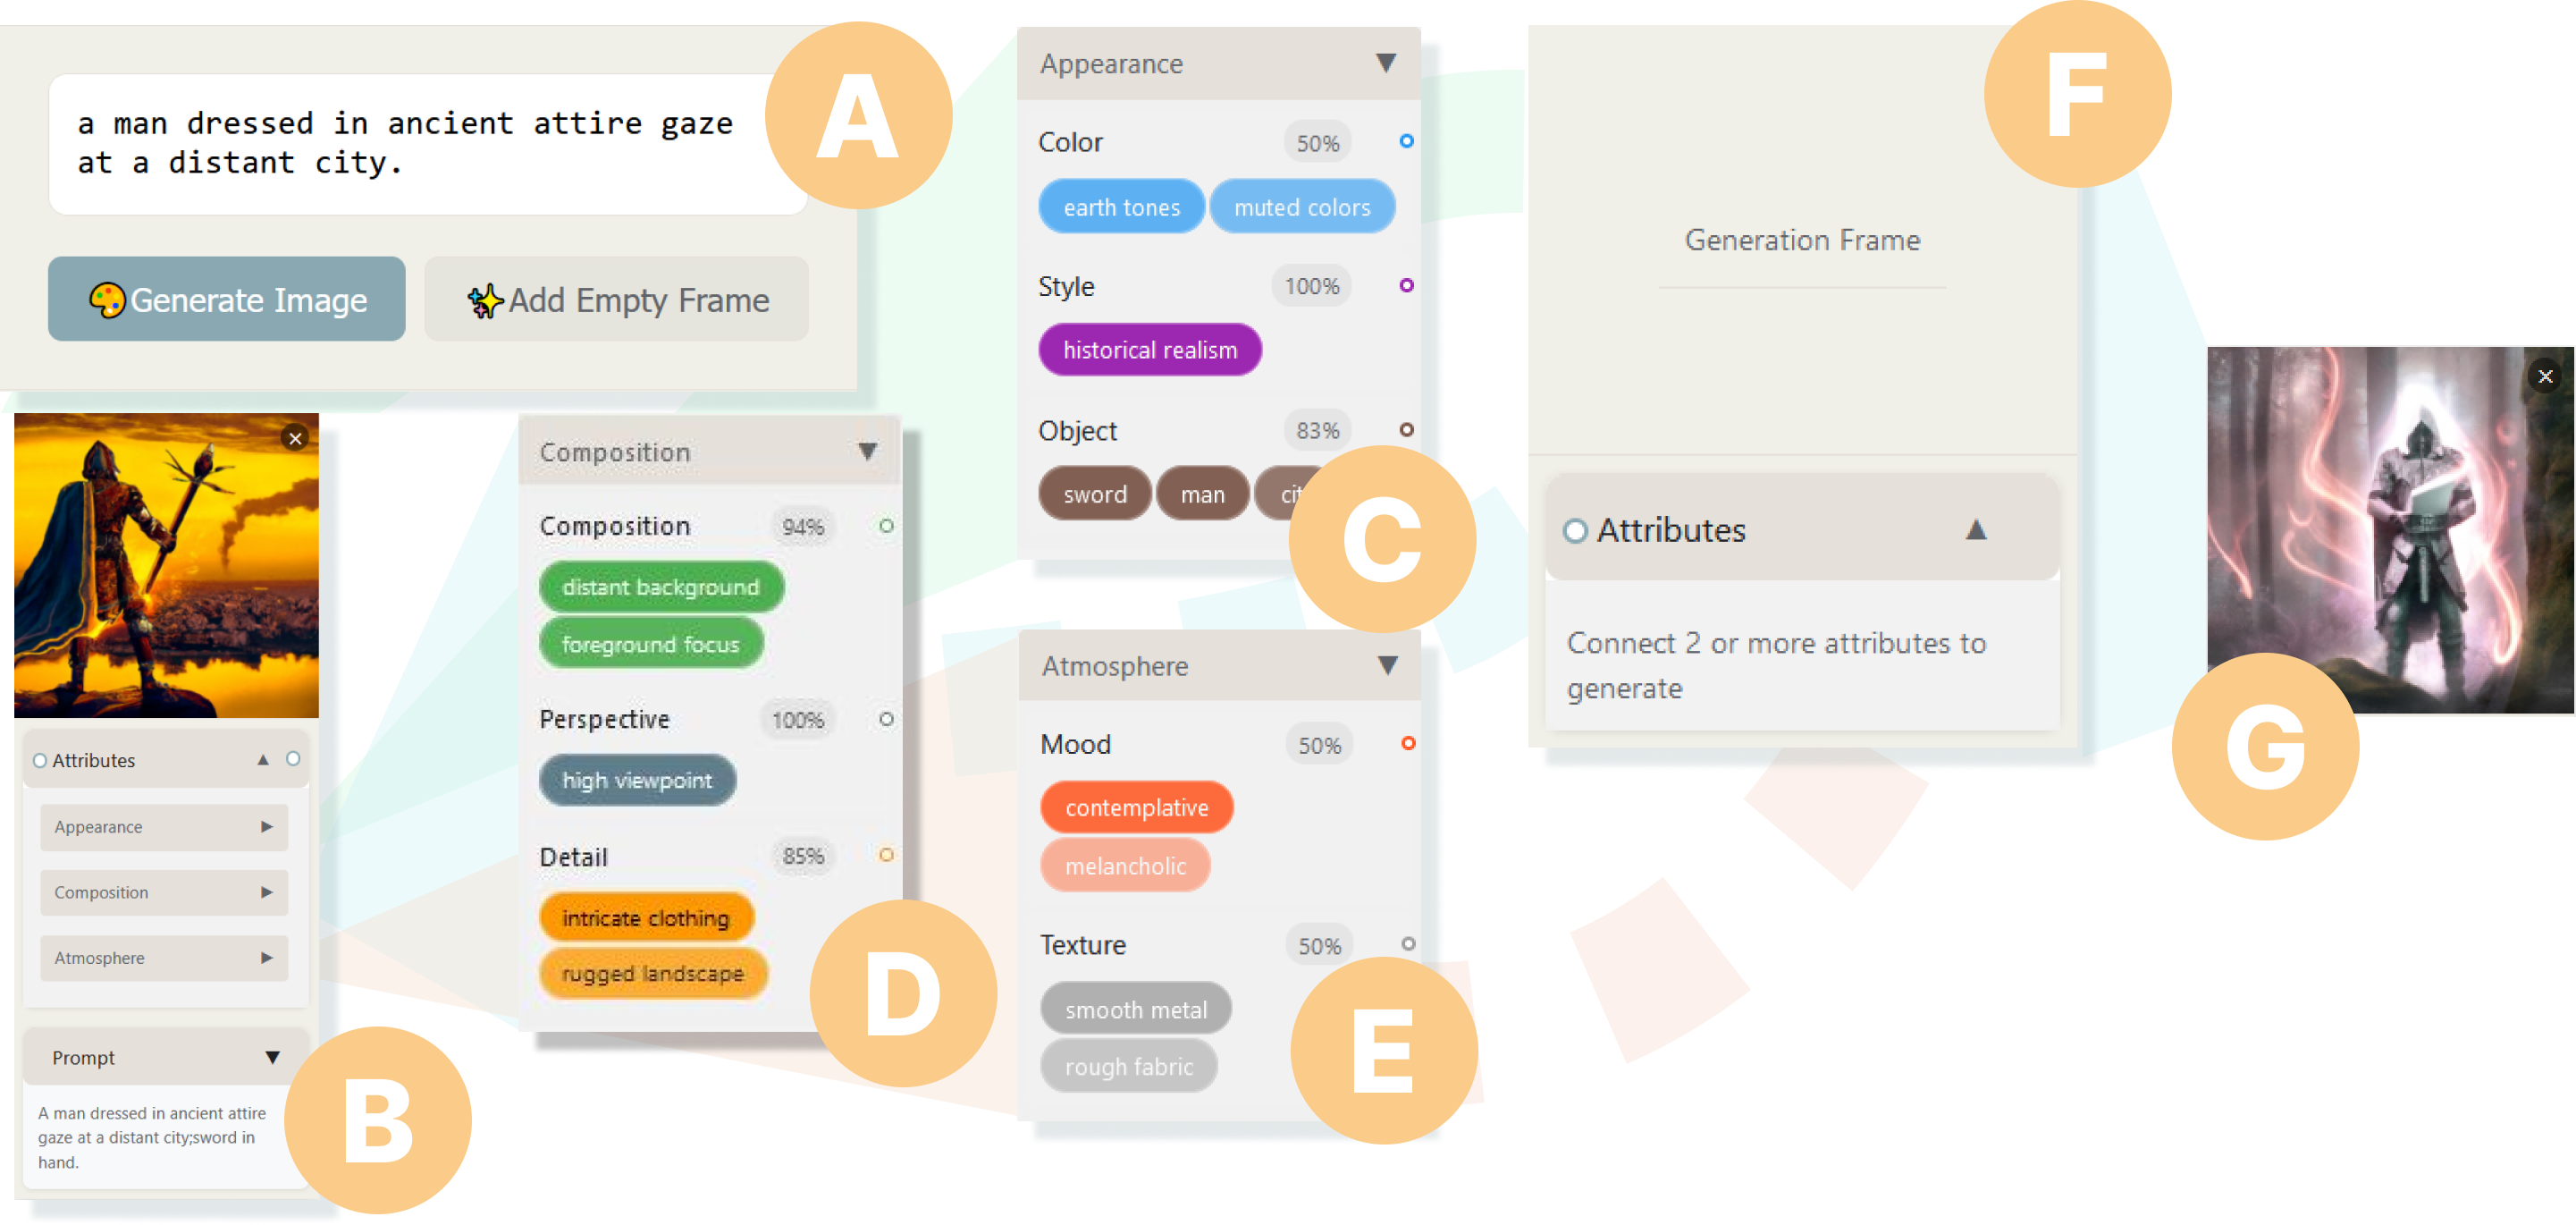 a man dressed in ancient attire gaze
at a distant city.
🎨Generate Image
✨Add Empty Frame
A
Attributes
Appearance
Composition
Atmosphere
Prompt
A man dressed in ancient attire
gaze at a distant city;sword in
hand.
B
Composition
Composition 94%
distant background
foreground focus
Perspective 100%
high viewpoint
Detail 85%
intricate clothing
rugged landscape
D
Appearance
Color 50%
earth tones muted colors
Style 100%
historical realism
Object 83%
sword man
C
Atmosphere
Mood 50%
contemplative
melancholic
Texture 50%
smooth metal
rough fabric
E
F
Generation Frame
Attributes
Connect 2 or more attributes to
generate
G